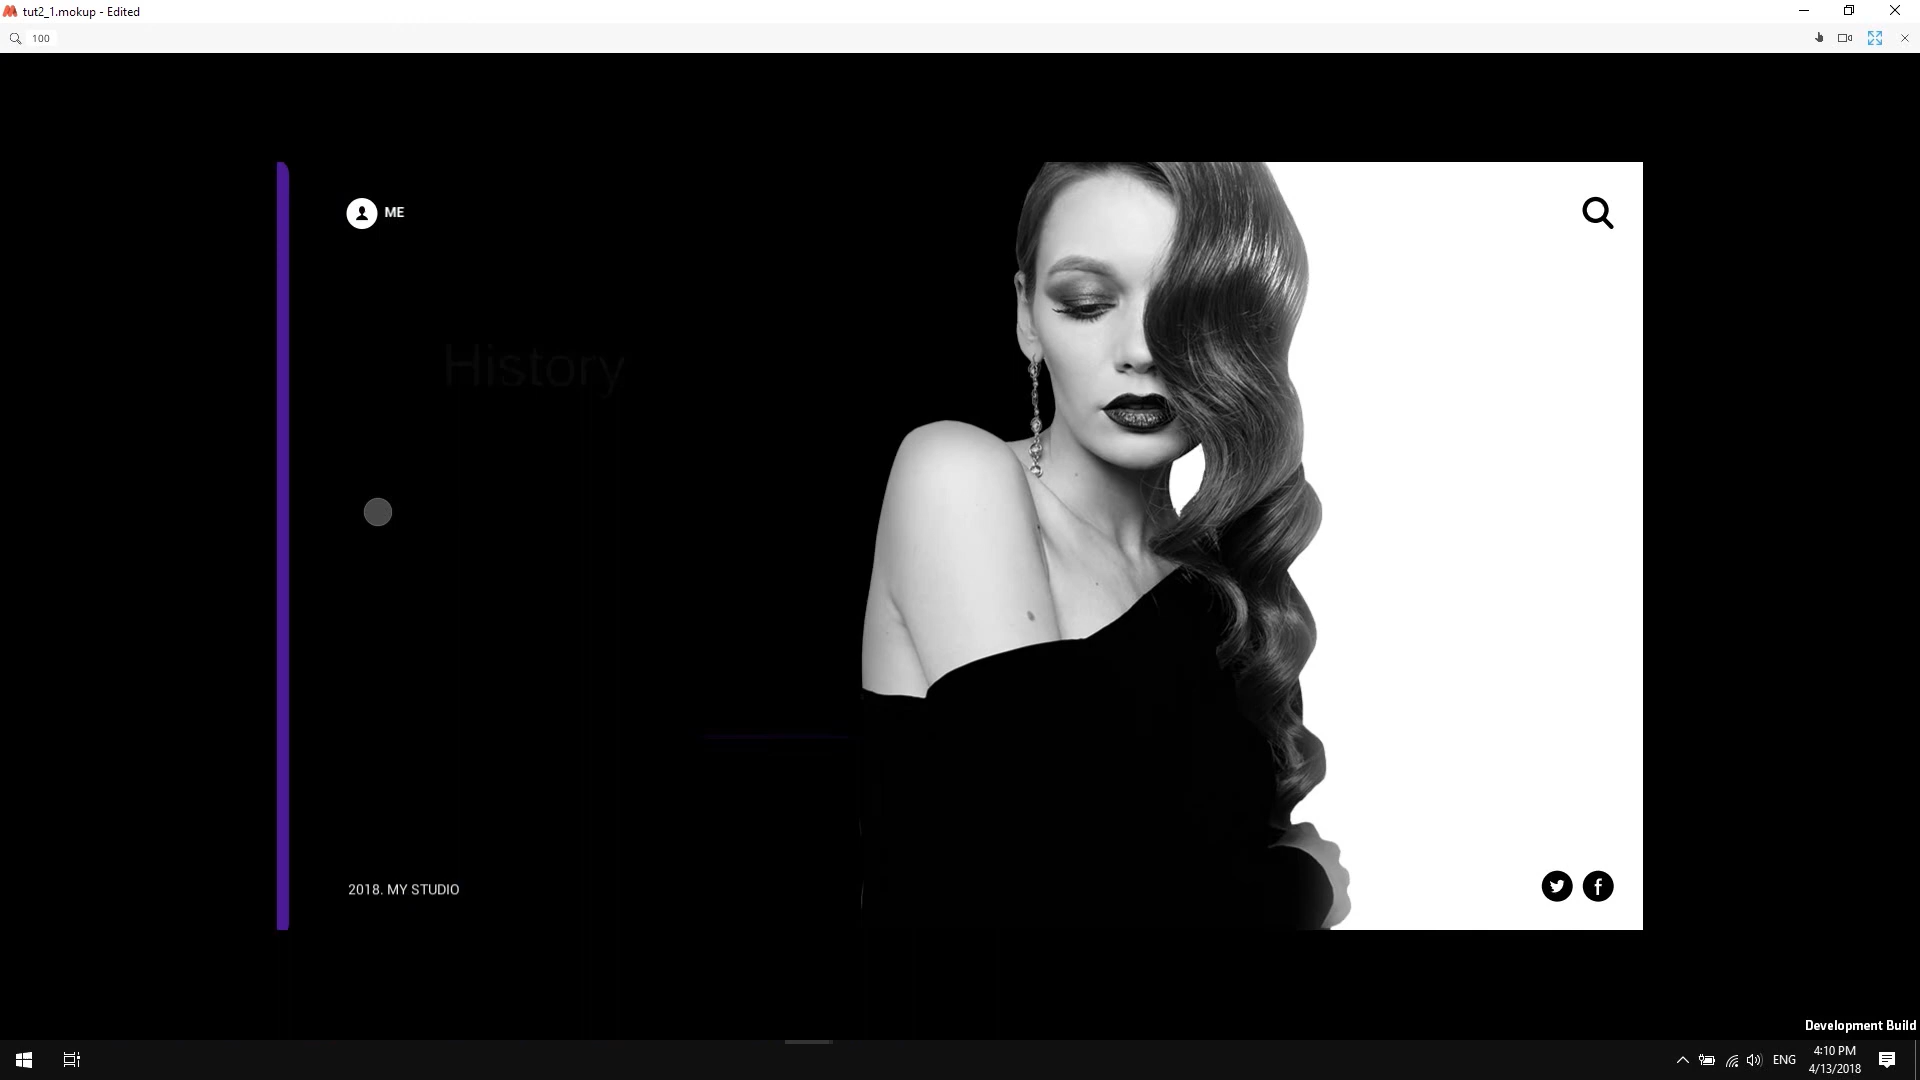 tut2_1.mokup - Edited
100
ME
History
2018. MY STUDIO
Development Build
ENG
4:10 PM
4/13/2018